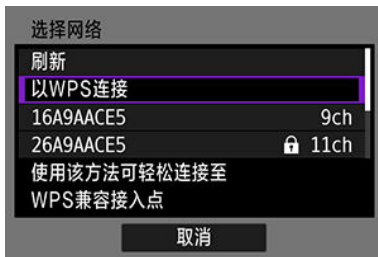 选择网络
刷新
以WPS连接
16A9AACE5 9ch
26A9AACE5 11ch
使用该方法可轻松连接至
WPS兼容接入点
取消